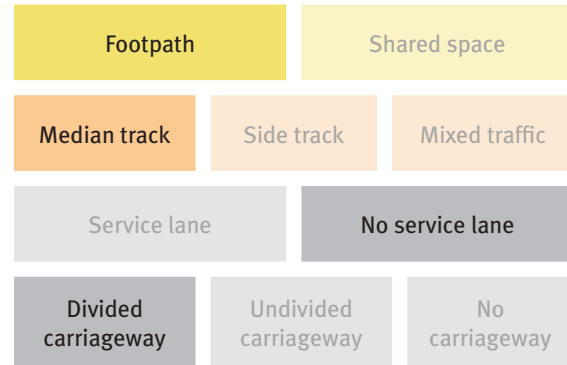 Footpath
Shared space
Median track
Side track
Mixed traffic
Service lane
No service lane
Divided
carriageway
Undivided
carriageway
No
carriageway